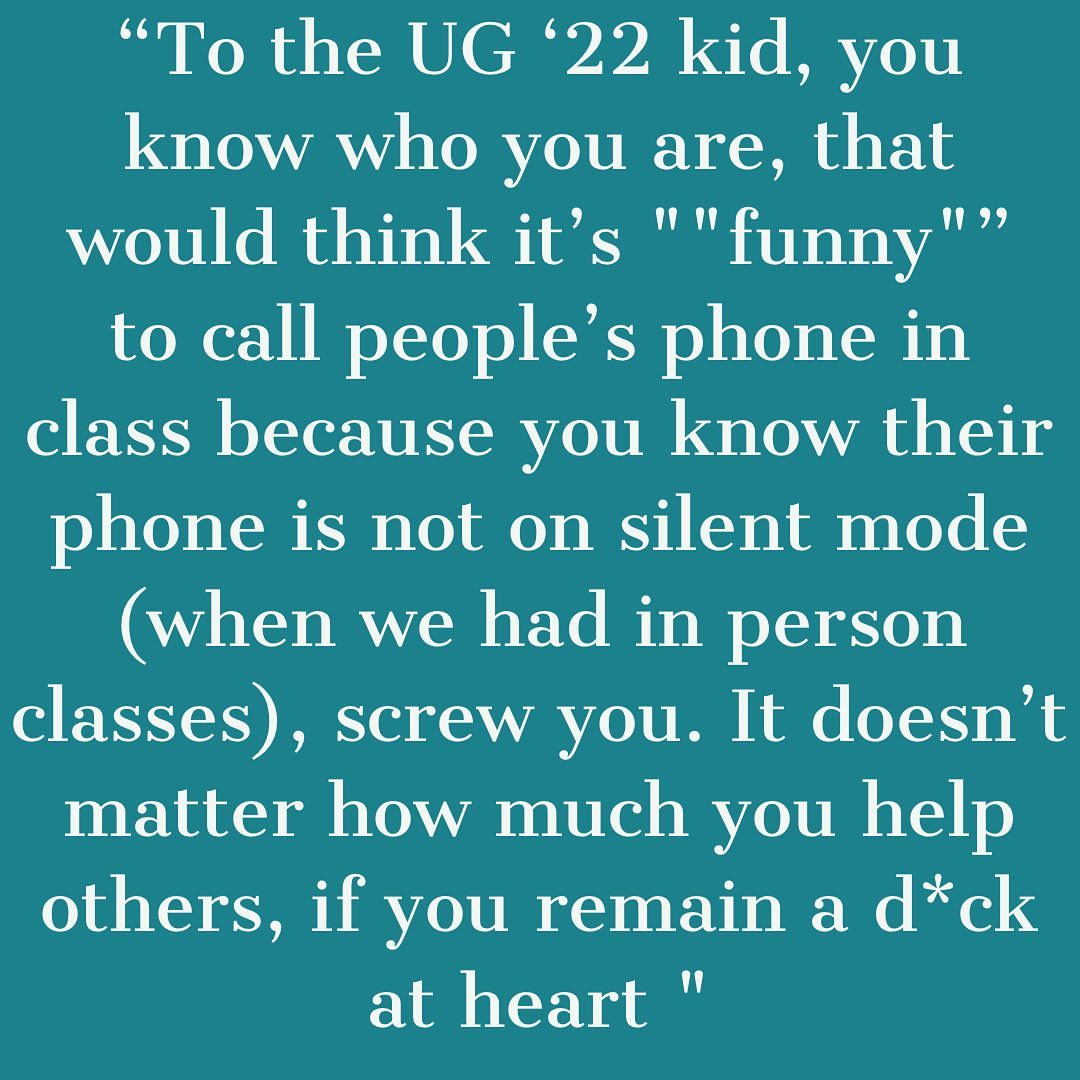 “To the UG ‘22 kid, you
know who you are, that
would think it’s ""funny"”
to call people’s phone in
class because you know their
phone is not on silent mode
(when we had in person
classes), screw you. It doesn’t
matter how much you help
others, if you remain a d*ck
at heart "